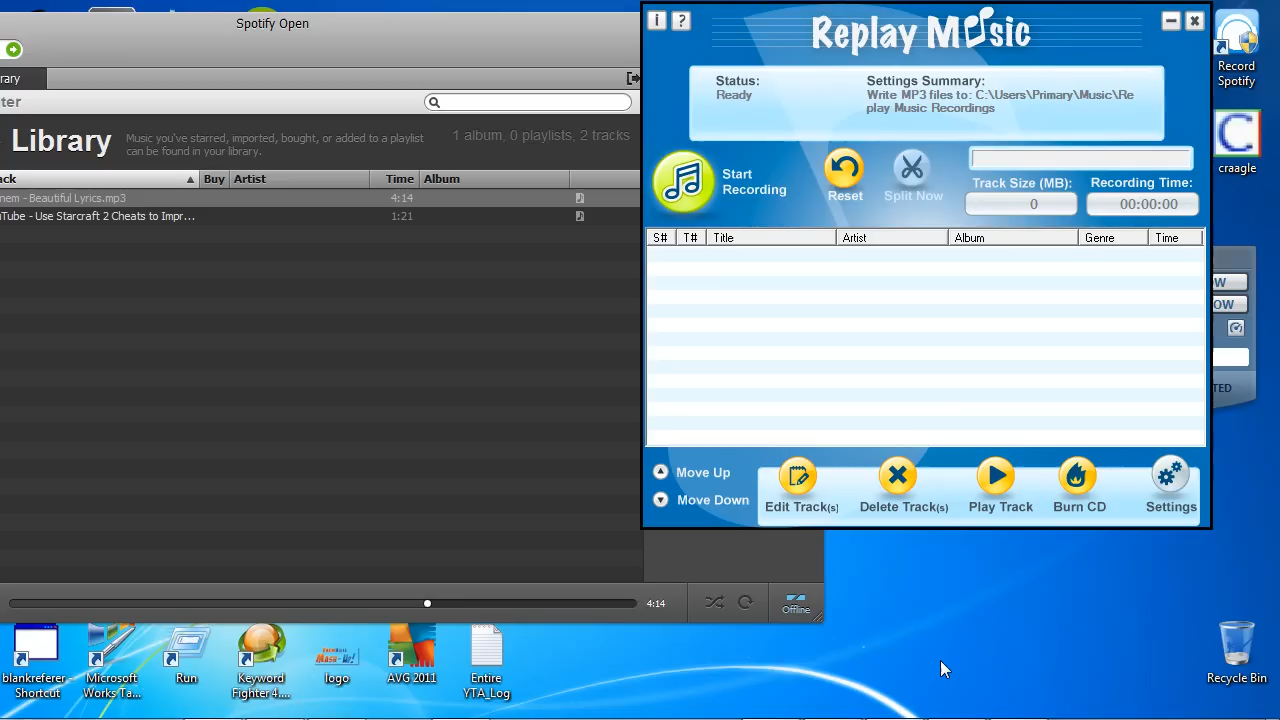 Spotify Open
rary
ter
Library
Music you've starred, imported, bought, or added to a playlist
can be found in your library.
1 album, 0 playlists, 2 tracks
ck
Buy
Artist
Time
Album
nem - Beautiful Lyrics.mp3
4:14
uTube - Use Starcraft 2 Cheats to Impr...
1:21
4:14
Offline
i
?
Replay Music
Status:
Ready
Settings Summary:
Write MP3 files to: C:\Users\Primary\Music\Re
play Music Recordings
Start
Recording
Reset
Split Now
Track Size (MB):
Recording Time:
0
00:00:00
S#
T#
Title
Artist
Album
Genre
Time
Move Up
Move Down
Edit Track(s)
Delete Track(s)
Play Track
Burn CD
Settings
Record
Spotify
C
craagle
OW
OW
TED
blankreferer -
Shortcut
Microsoft
Works Ta...
Run
Keyword
Fighter 4....
MASH-UP!
logo
AVG 2011
Entire
YTA_Log
Recycle Bin